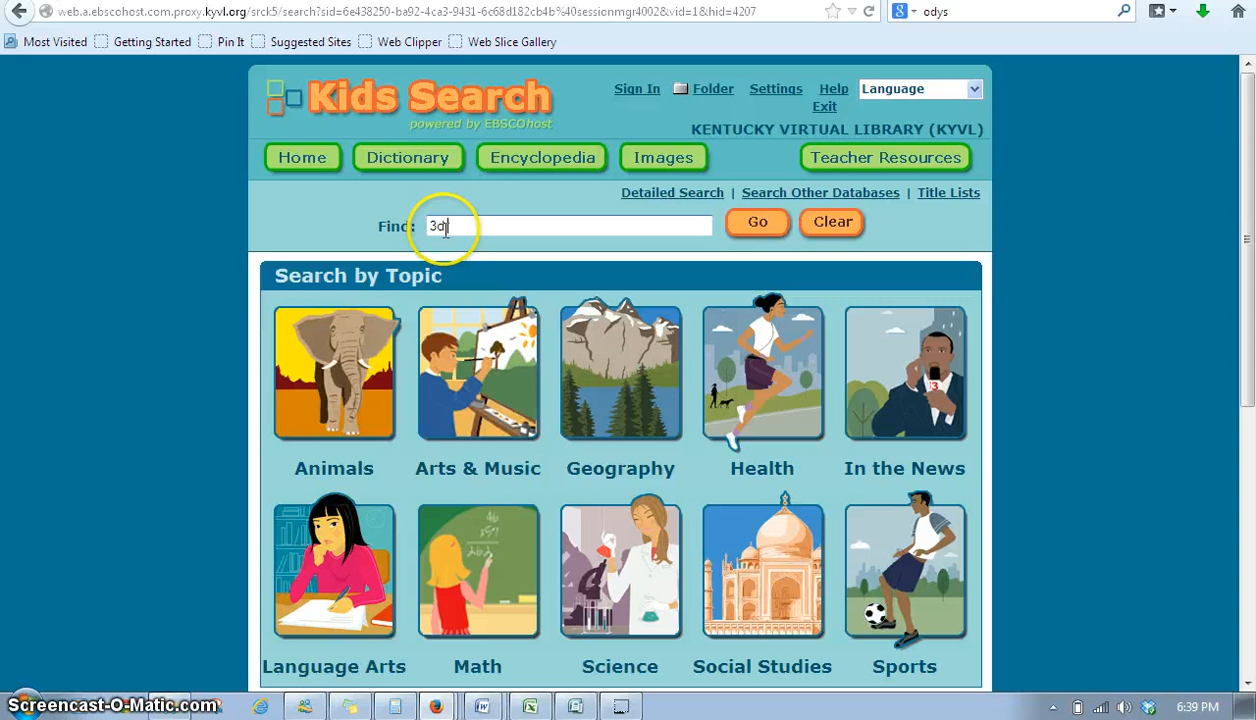 web.a.ebscohost.com.proxy.kyvl.org/srck5/search?sid=6e438250-ba92-4ca3-9431-6c68d182cb4b%40sessionmgr4002&vid=1&hid=4207
odys
Most Visited Getting Started Pin It Suggested Sites Web Clipper Web Slice Gallery
Kids Search
powered by EBSCOhost
Sign In Folder Settings Help Language
Exit
KENTUCKY VIRTUAL LIBRARY (KYVL)
Home Dictionary Encyclopedia Images Teacher Resources
Detailed Search | Search Other Databases | Title Lists
Find: 3d Go Clear
Search by Topic
13
Animals Arts & Music Geography Health In the News
Language Arts Math Science Social Studies Sports
Screencast-O-Matic.com
6:39 PM